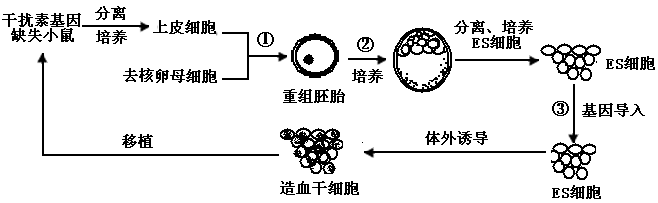 干扰素基因
缺失小鼠
分离
培养
上皮细胞
去核卵母细胞
①
重组胚胎
②
培养
分离、培养
ES细胞
ES细胞
③
基因导入
ES细胞
体外诱导
造血干细胞
移植